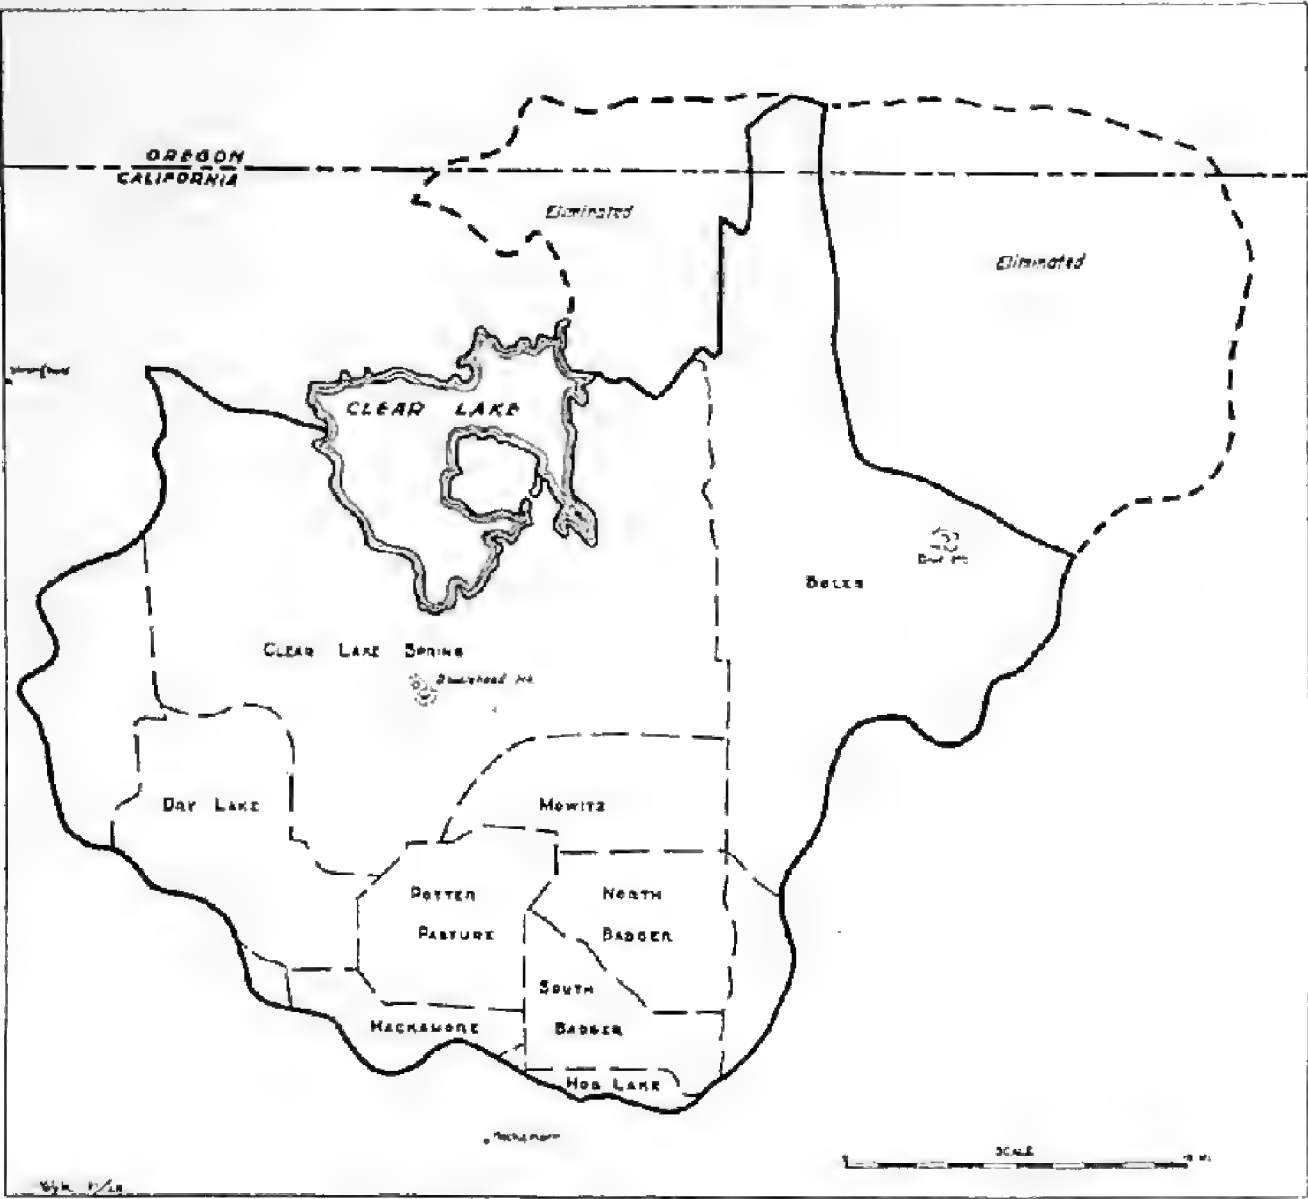 OREGON
CALIFORNIA
Eliminated
Eliminated
CLEAR LAKE
BOLES
CLEAR LAKE SPRING
DRY LAKE
MOWITZ
POTTER
PASTURE
NORTH
BADGER
SOUTH
BADGER
HACKAMORE
HOG LAKE
Hackamore
SCALE